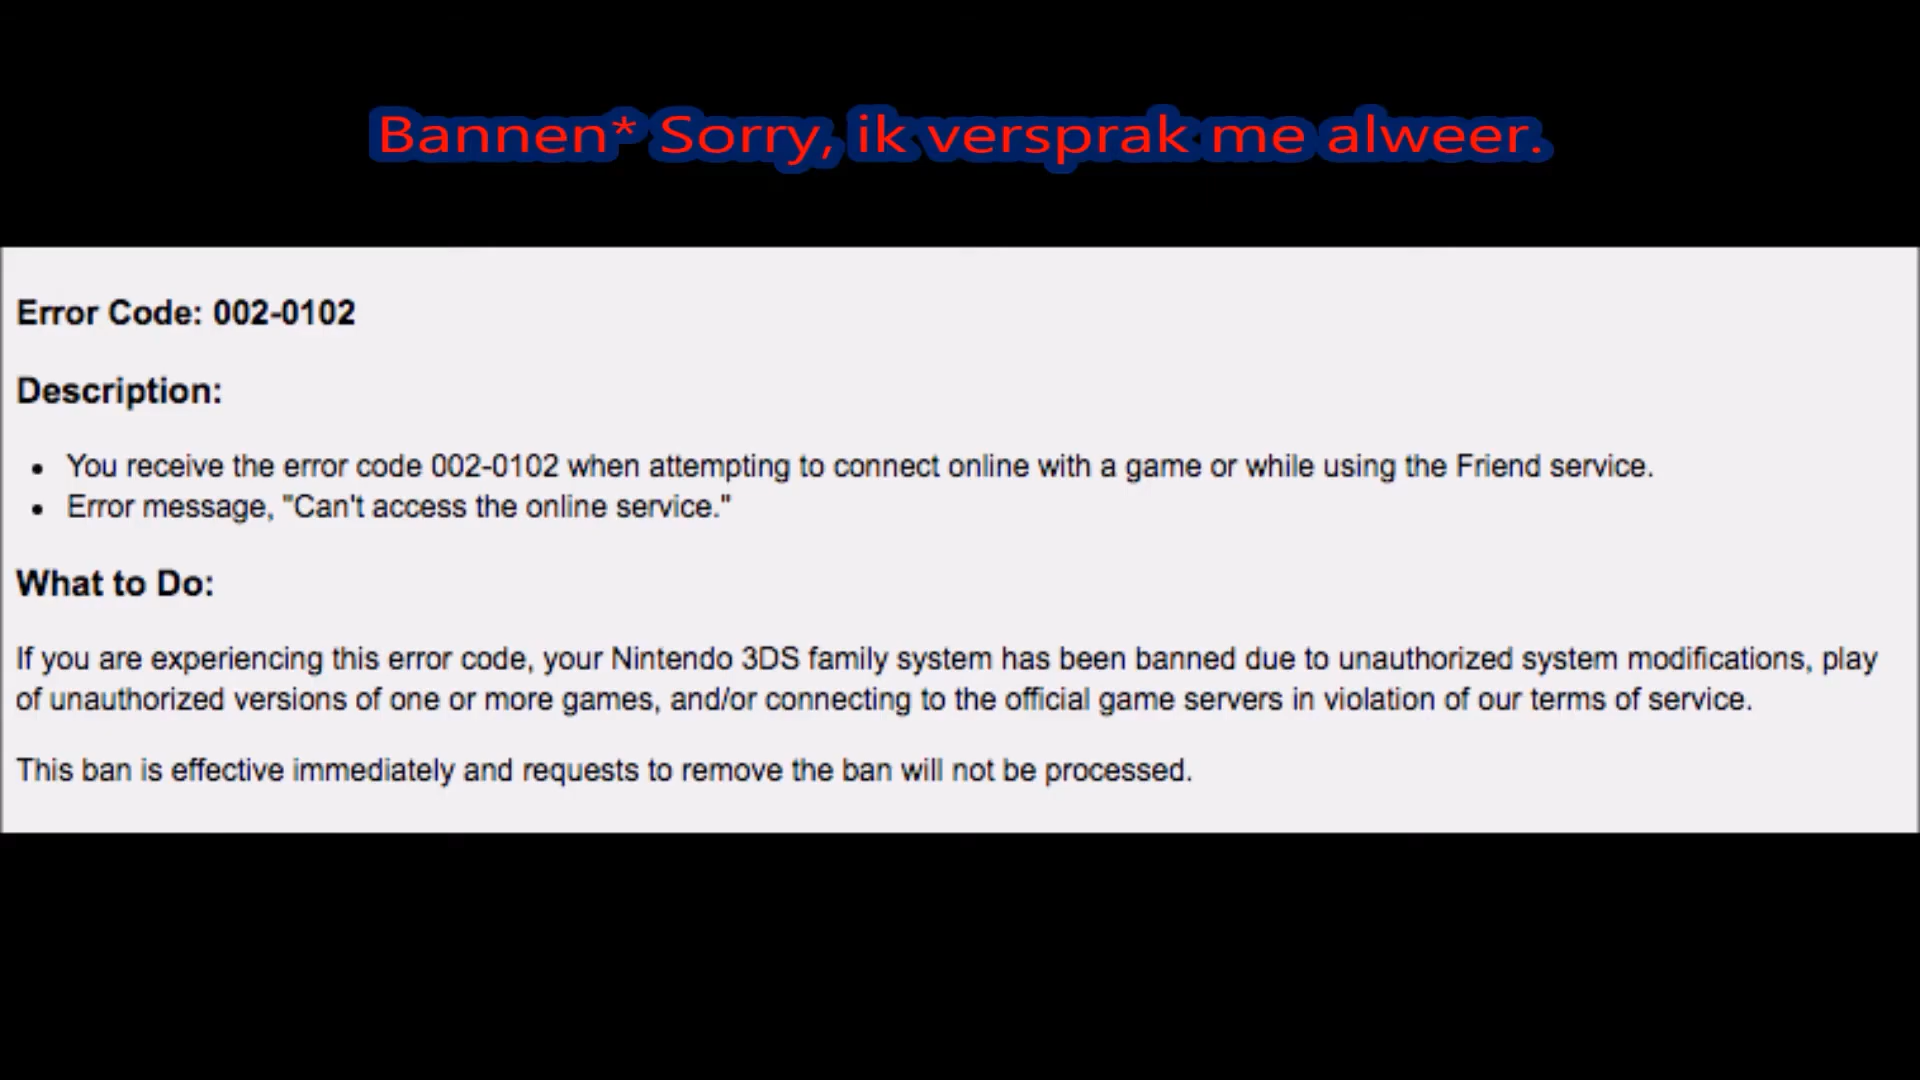 Bannen* Sorry, ik versprak me alweer.
Error Code: 002-0102
Description:
• You receive the error code 002-0102 when attempting to connect online with a game or while using the Friend service.
• Error message, "Can't access the online service."
What to Do:
If you are experiencing this error code, your Nintendo 3DS family system has been banned due to unauthorized system modifications, play
of unauthorized versions of one or more games, and/or connecting to the official game servers in violation of our terms of service.
This ban is effective immediately and requests to remove the ban will not be processed.